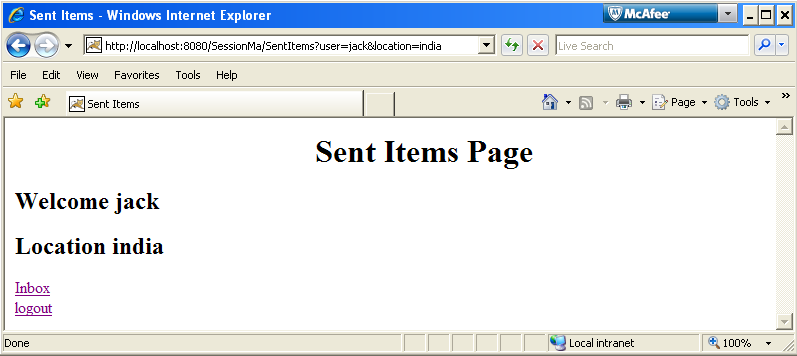 Sent Items - Windows Internet Explorer
McAfee
http://localhost:8080/SessionMa/SentItems?user=jack&location=india
Live Search
File Edit View Favorites Tools Help
Sent Items
Page Tools »
Sent Items Page
Welcome jack
Location india
Inbox
logout
Done
Local intranet
100%